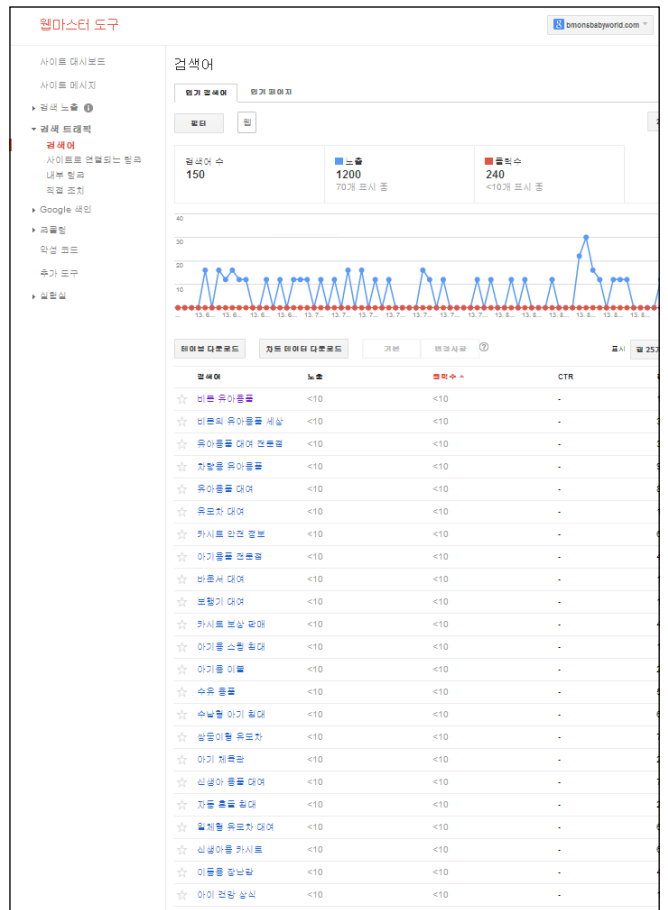 웹마스터 도구
bmonsbabyworld.com
사이트 대시보드
사이트 메시지
검색 노출
검색 트래픽
검색어
사이트로 연결되는 링크
내부 링크
직접 조치
Google 색인
크롤링
악성 코드
추가 도구
실험실
검색어
인기 검색어 인기 페이지
필터 웹
검색어 수
150
노출
1200
70개 표시 중
클릭수
240
<10개 표시 중
40
30
20
10
테이블 다운로드 차트 데이터 다운로드 기본 변경사항 표시
검색어 노출 클릭수 CTR
비몬 유아용품 <10 <10 -
비몬의 유아용품 세상 <10 <10 -
유아용품 대여 전문점 <10 <10 -
차량용 유아용품 <10 <10 -
유아용품 대여 <10 <10 -
유모차 대여 <10 <10 -
카시트 안전 정보 <10 <10 -
아기용품 전문점 <10 <10 -
바운서 대여 <10 <10 -
보행기 대여 <10 <10 -
카시트 보상 판매 <10 <10 -
아기용 스윙 침대 <10 <10 -
아기용 이불 <10 <10 -
수유 용품 <10 <10 -
수납형 아기 침대 <10 <10 -
쌍둥이형 유모차 <10 <10 -
아기 체육관 <10 <10 -
신생아 용품 대여 <10 <10 -
자동 흔들 침대 <10 <10 -
일체형 유모차 대여 <10 <10 -
신생아용 카시트 <10 <10 -
이동용 장난감 <10 <10 -
아이 건강 상식 <10 <10 -